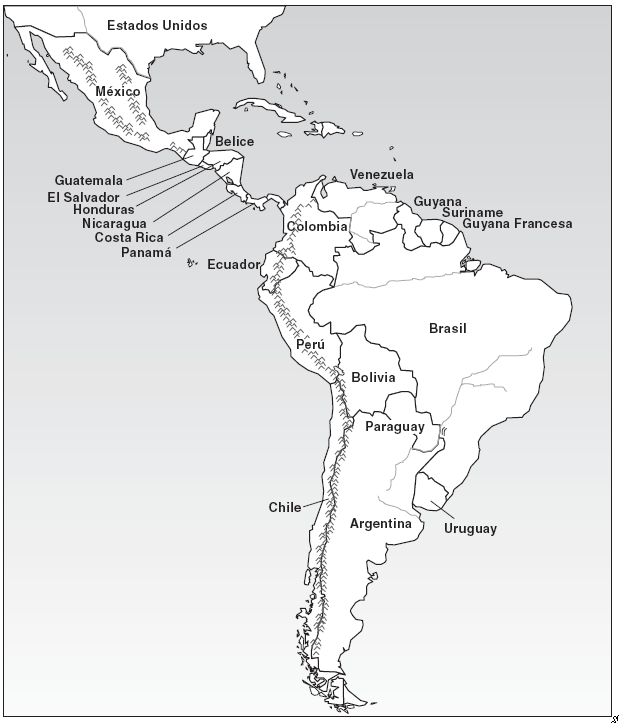 Estados Unidos
México
Belice
Guatemala
El Salvador
Honduras
Nicaragua
Costa Rica
Panamá
Venezuela
Guyana
Suriname
Guyana Francesa
Colombia
Ecuador
Brasil
Perú
Bolivia
Paraguay
Chile
Argentina
Uruguay